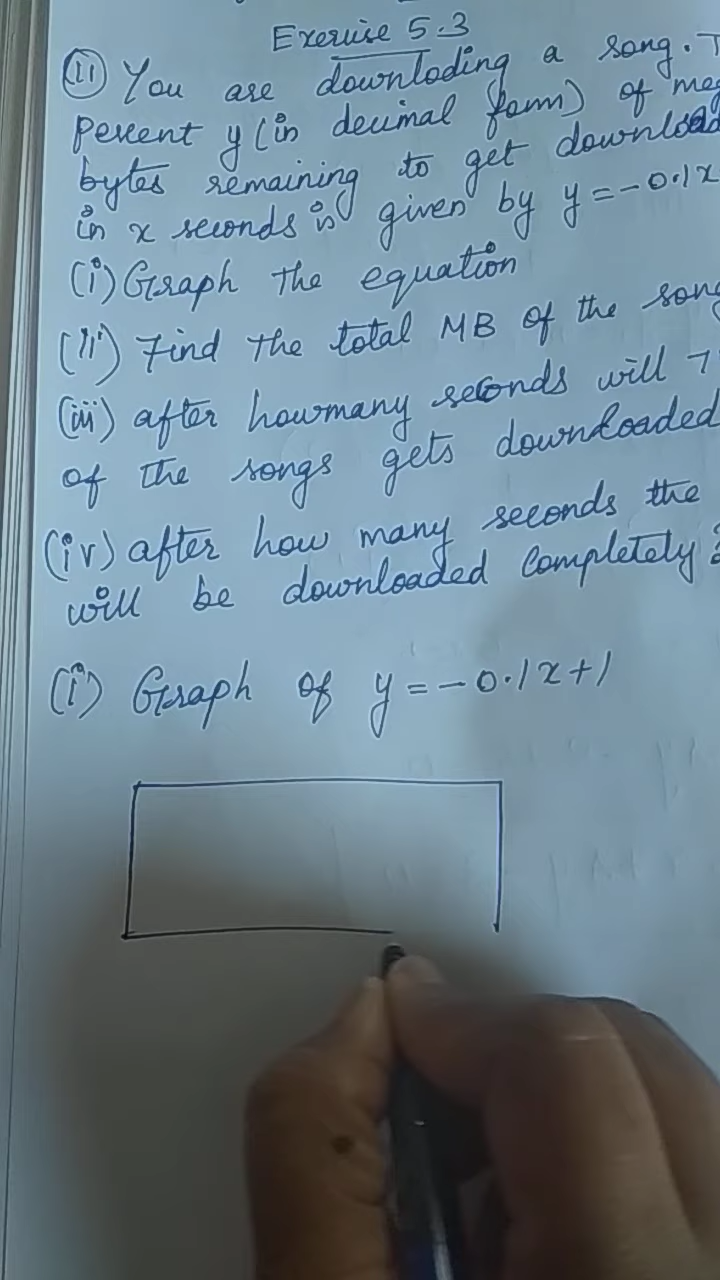 Exercise 5.3
(11) You are downloding a song. T
percent y (in decimal form) of meg
bytes remaining to get downlod
in x seconds is given by y = -0.1x
(i) Graph the equation
(ii) Find the total MB of the song
(iii) after howmany seconds will 7
of the songs gets downloaded
(iv) after how many seconds the
will be downloaded completely?
(i) Graph of y = -0.1x+1